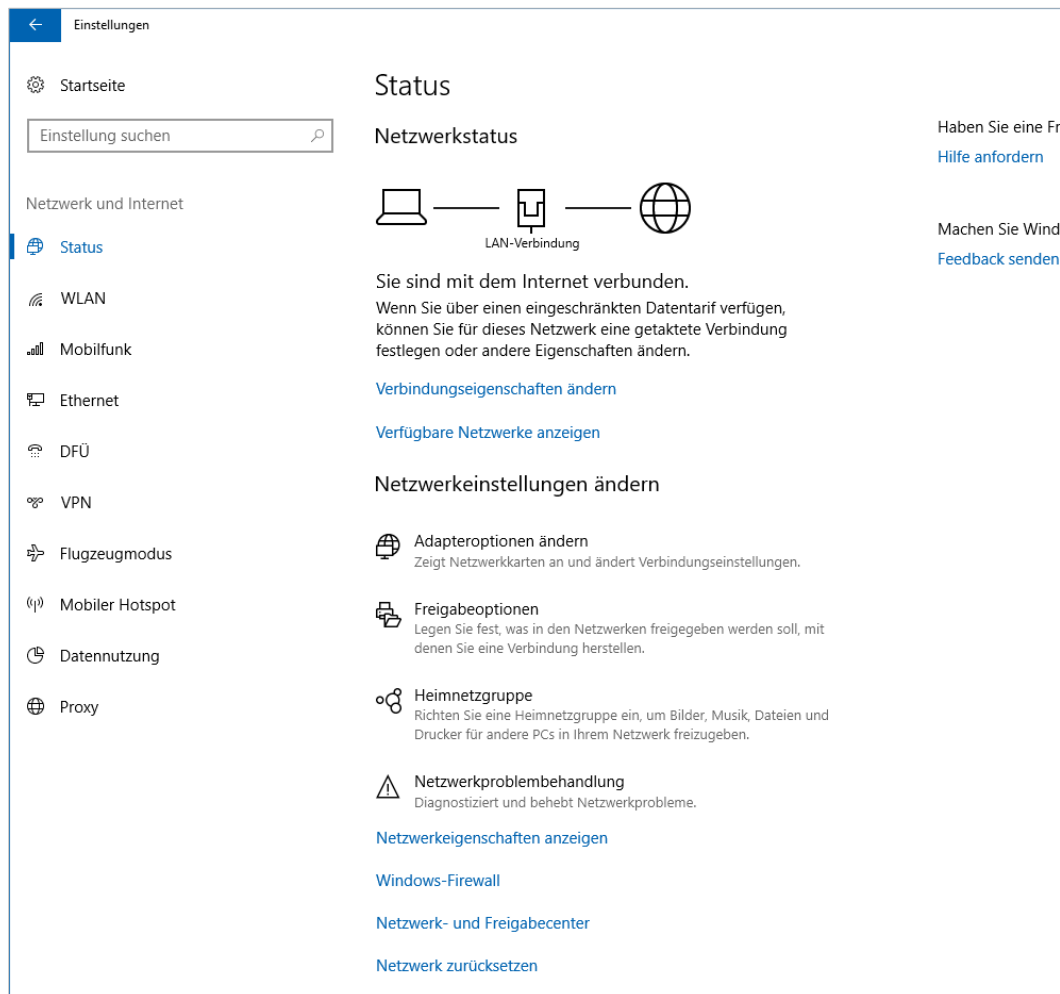 Einstellungen
Startseite
Einstellung suchen
Netzwerk und Internet
Status
WLAN
Mobilfunk
Ethernet
DFÜ
VPN
Flugzeugmodus
Mobiler Hotspot
Datennutzung
Proxy
Status
Netzwerkstatus
LAN-Verbindung
Sie sind mit dem Internet verbunden.
Wenn Sie über einen eingeschränkten Datentarif verfügen,
können Sie für dieses Netzwerk eine getaktete Verbindung
festlegen oder andere Eigenschaften ändern.
Verbindungseigenschaften ändern
Verfügbare Netzwerke anzeigen
Netzwerkeinstellungen ändern
Adapteroptionen ändern
Zeigt Netzwerkkarten an und ändert Verbindungseinstellungen.
Freigabeoptionen
Legen Sie fest, was in den Netzwerken freigegeben werden soll, mit
denen Sie eine Verbindung herstellen.
Heimnetzgruppe
Richten Sie eine Heimnetzgruppe ein, um Bilder, Musik, Dateien und
Drucker für andere PCs in Ihrem Netzwerk freizugeben.
Netzwerkproblembehandlung
Diagnostiziert und behebt Netzwerkprobleme.
Netzwerkeigenschaften anzeigen
Windows-Firewall
Netzwerk- und Freigabecenter
Netzwerk zurücksetzen
Haben Sie eine Fr
Hilfe anfordern
Machen Sie Wind
Feedback senden